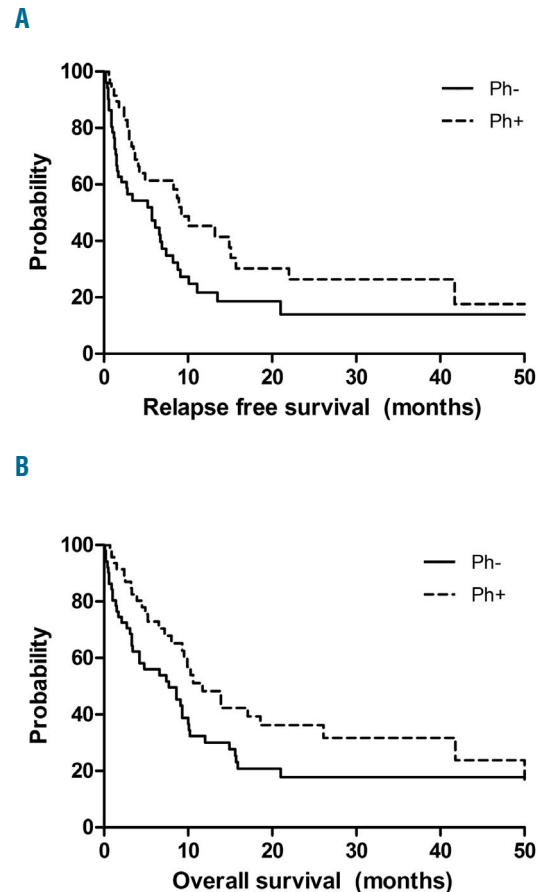 A
100
80
60
40
20
0
Probability
Ph-
Ph+
0 10 20 30 40 50
Relapse free survival (months)
B
100
80
60
40
20
0
Probability
Ph-
Ph+
0 10 20 30 40 50
Overall survival (months)